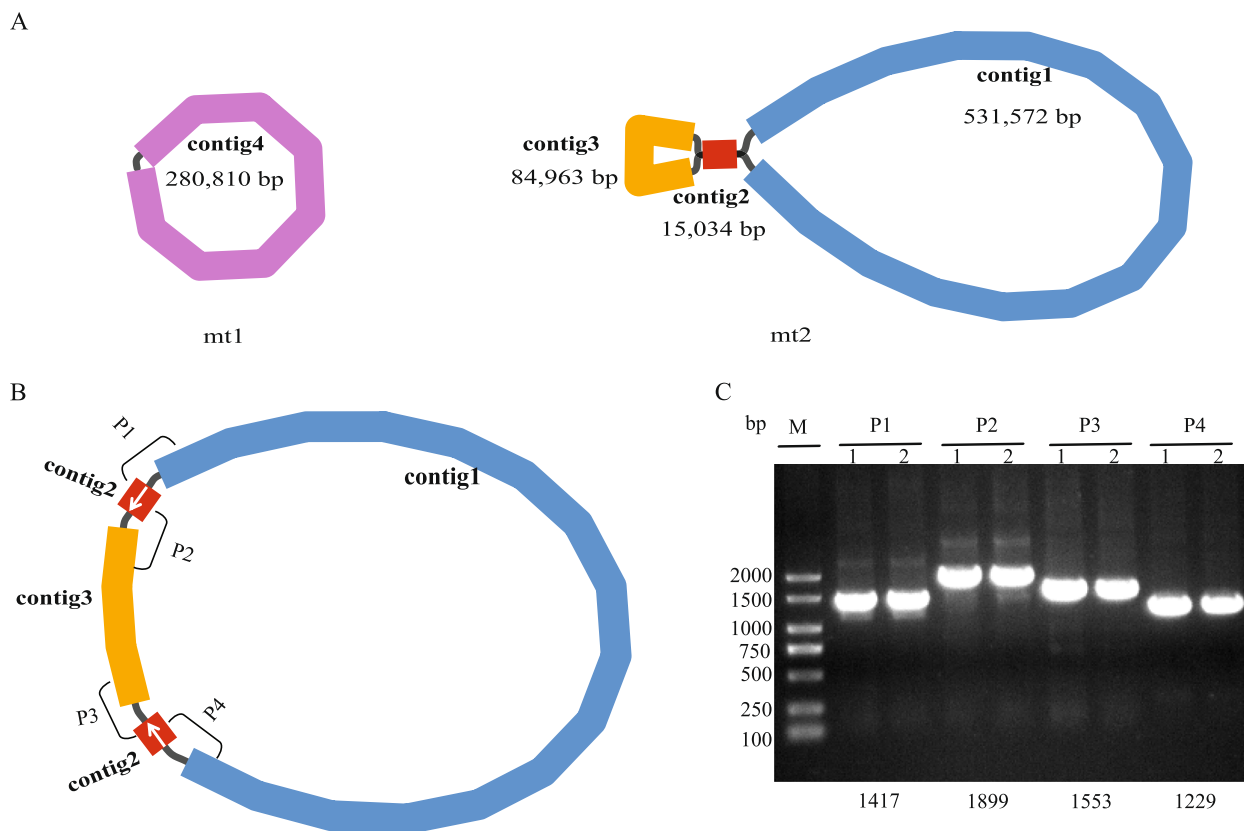 A
contig4
280,810 bp
mt1
contig1
531,572 bp
contig3
84,963 bp
contig2
15,034 bp
mt2
B
P1
contig2
contig1
P2
contig3
P3
P4
contig2
C
bp M P1 P2 P3 P4
1 2 1 2 1 2 1 2
2000
1500
1000
750
500
250
100
1417 1899 1553 1229